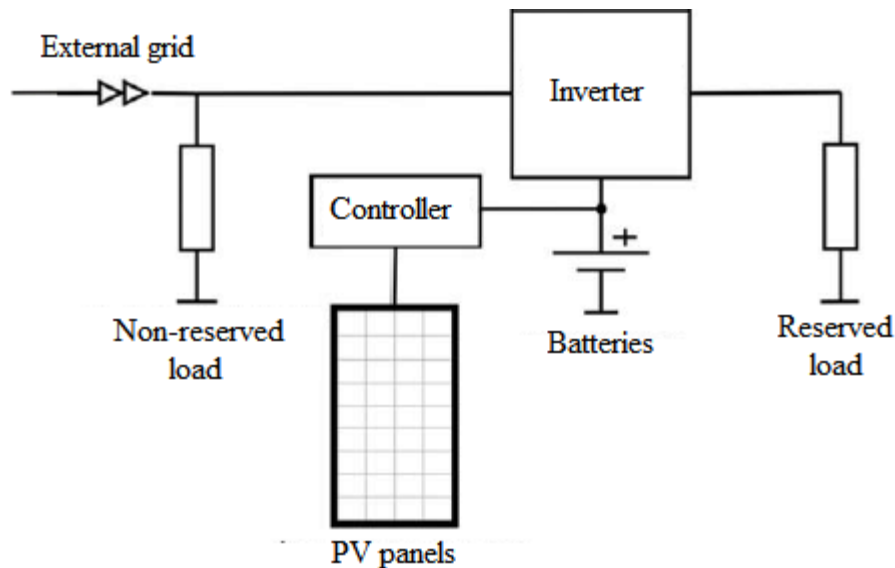 External grid
Inverter
Controller
+
Non-reserved
load
Batteries
Reserved
load
PV panels